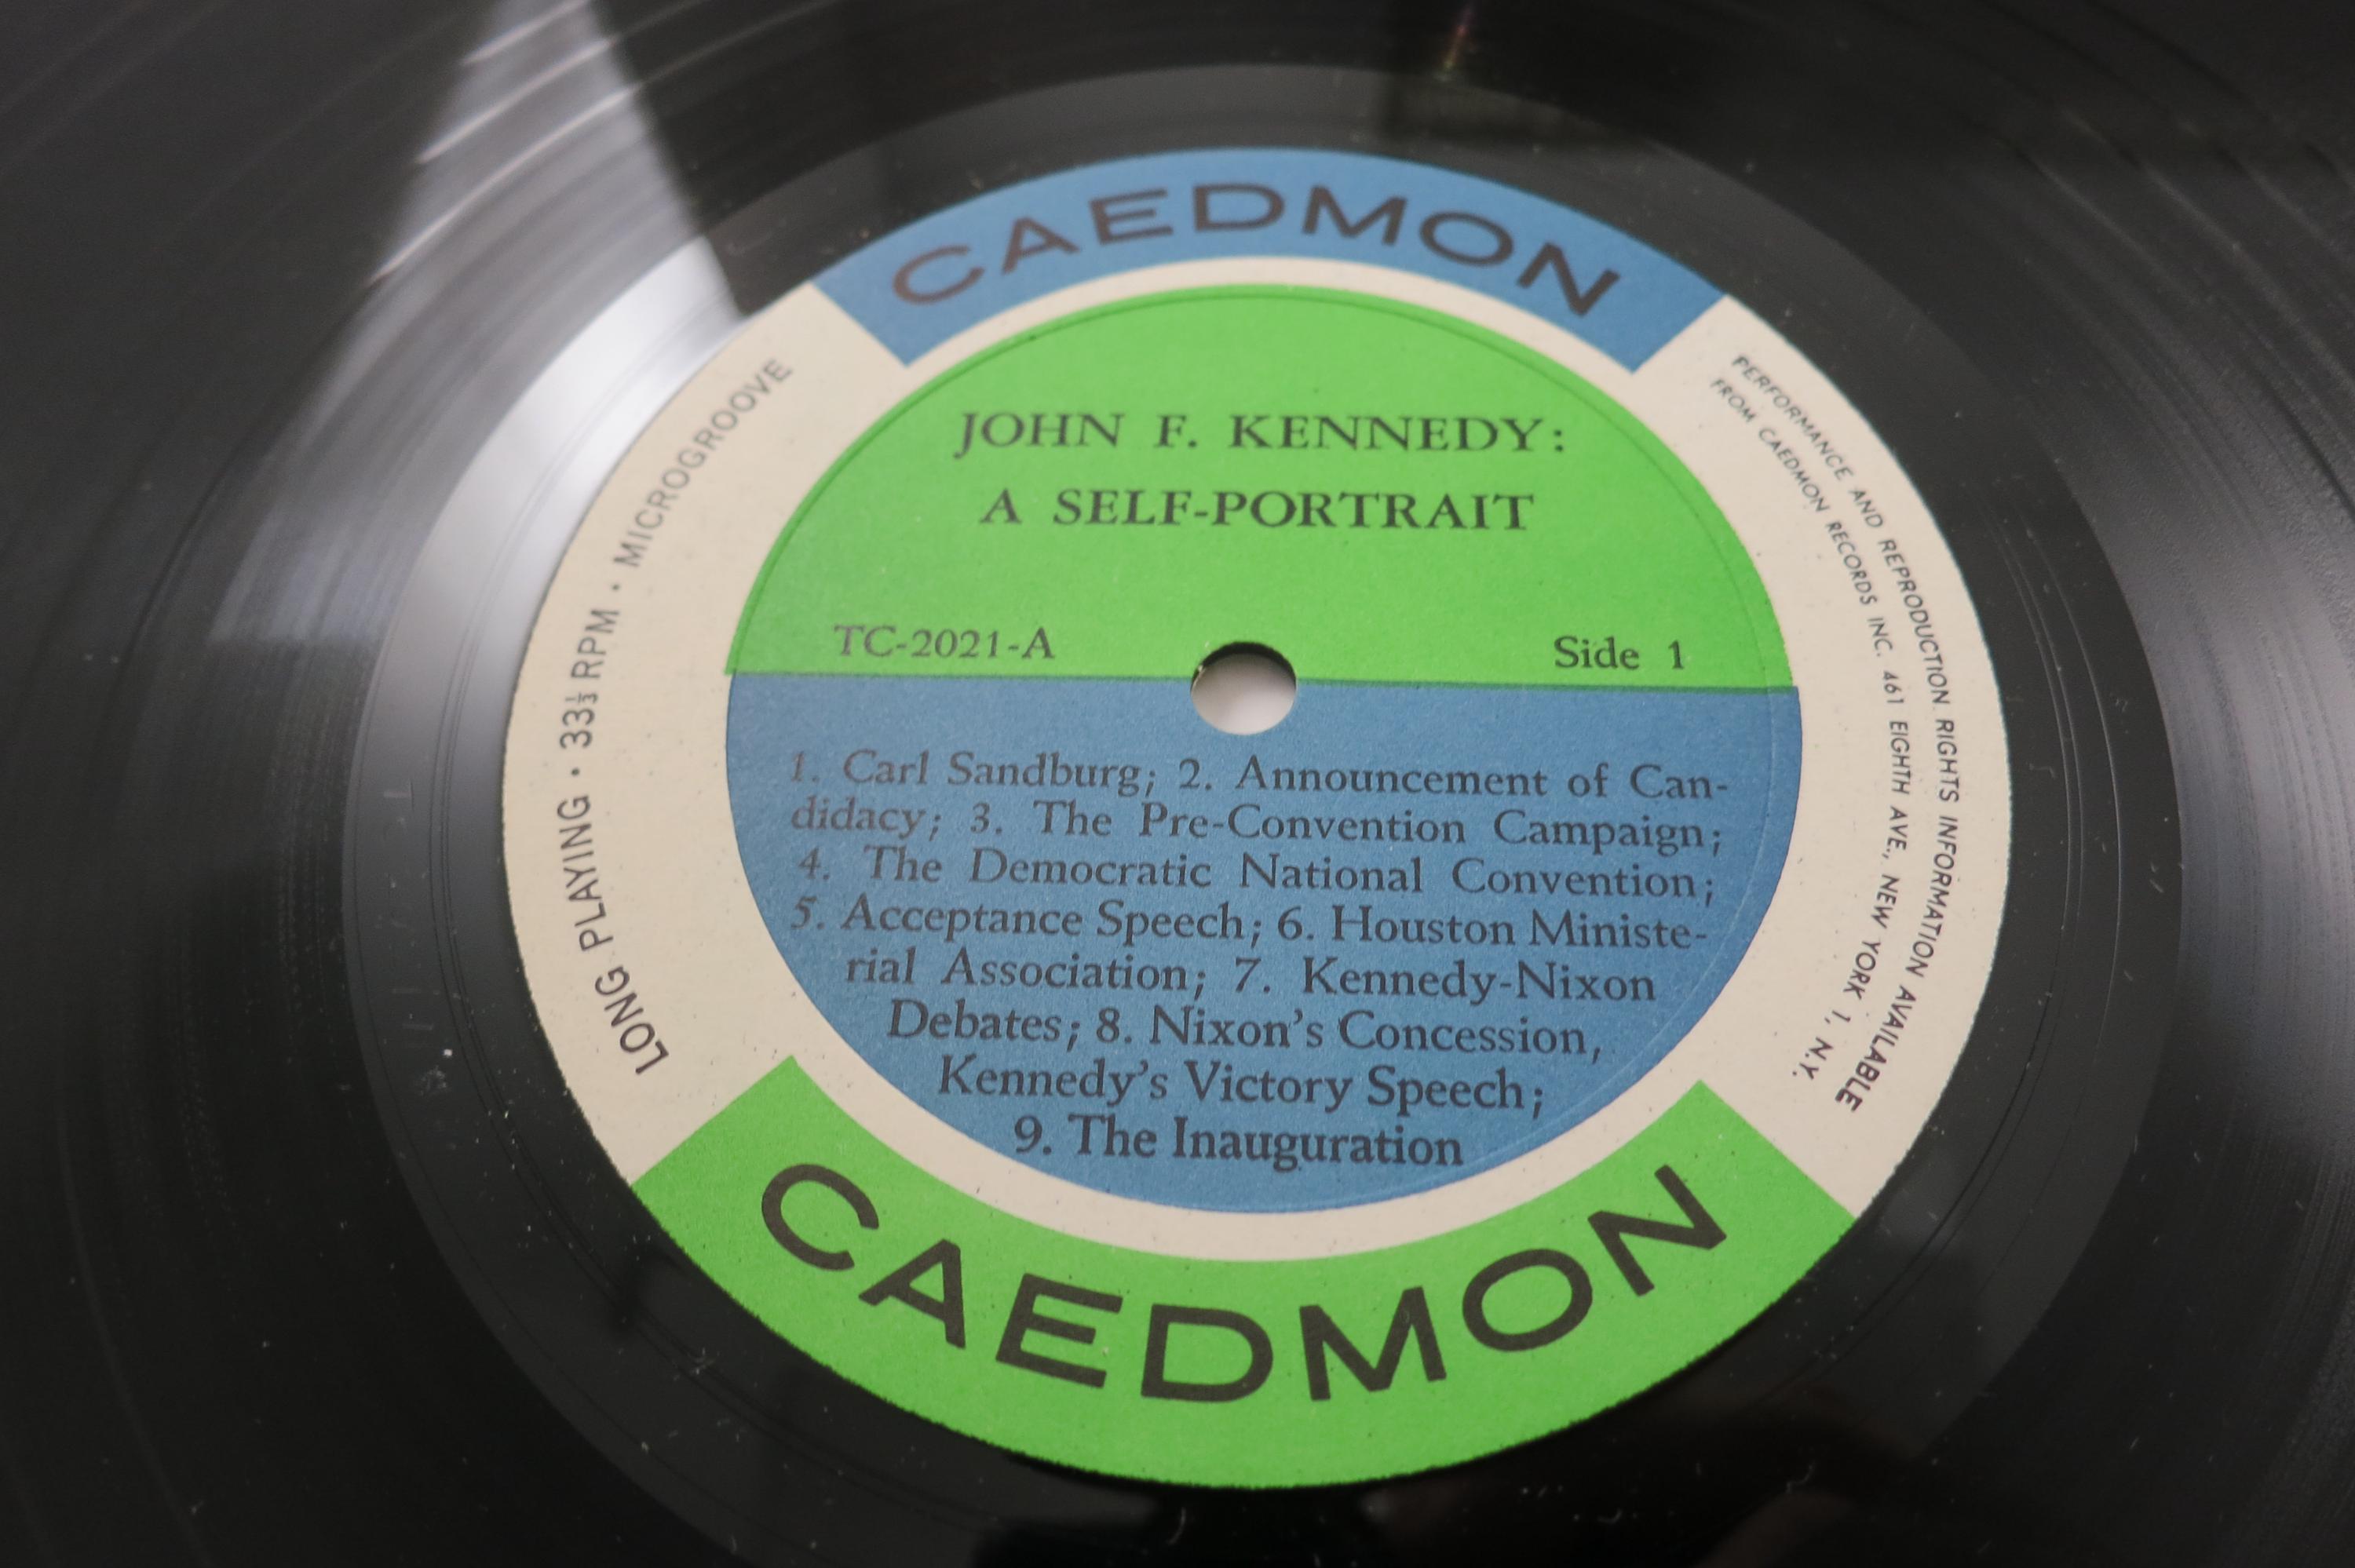 CAEDMON
JOHN F. KENNEDY:
A SELF-PORTRAIT
TC-2021-A
Side 1
1. Carl Sandburg; 2. Announcement of Can-
didacy; 3. The Pre-Convention Campaign;
4. The Democratic National Convention;
5. Acceptance Speech; 6. Houston Ministe-
rial Association; 7. Kennedy-Nixon
Debates; 8. Nixon's Concession,
Kennedy's Victory Speech;
9. The Inauguration
LONG PLAYING · 33⅓ RPM · MICROGROOVE
PERFORMANCE AND REPRODUCTION RIGHTS INFORMATION AVAILABLE
FROM CAEDMON RECORDS INC. 461 EIGHTH AVE., NEW YORK 1, N.Y.
CAEDMON